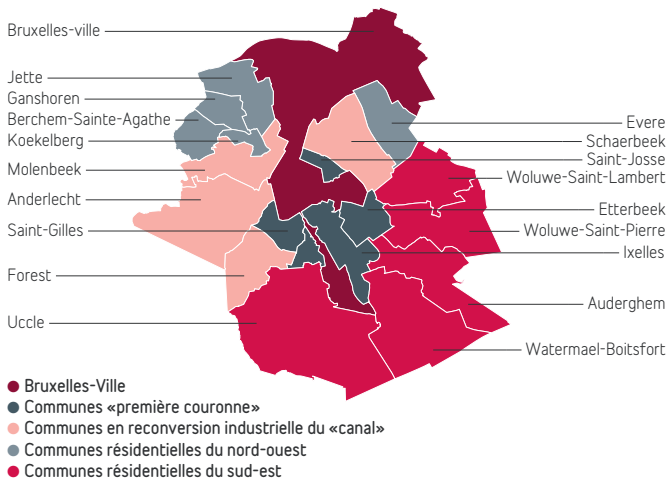 Bruxelles-ville
Jette
Ganshoren
Berchem-Sainte-Agathe
Koekelberg
Molenbeek
Anderlecht
Saint-Gilles
Forest
Uccle
Evere
Schaerbeek
Saint-Josse
Woluwe-Saint-Lambert
Etterbeek
Woluwe-Saint-Pierre
Ixelles
Auderghem
Watermael-Boitsfort
Bruxelles-Ville
Communes «première couronne»
Communes en reconversion industrielle du «canal»
Communes résidentielles du nord-ouest
Communes résidentielles du sud-est